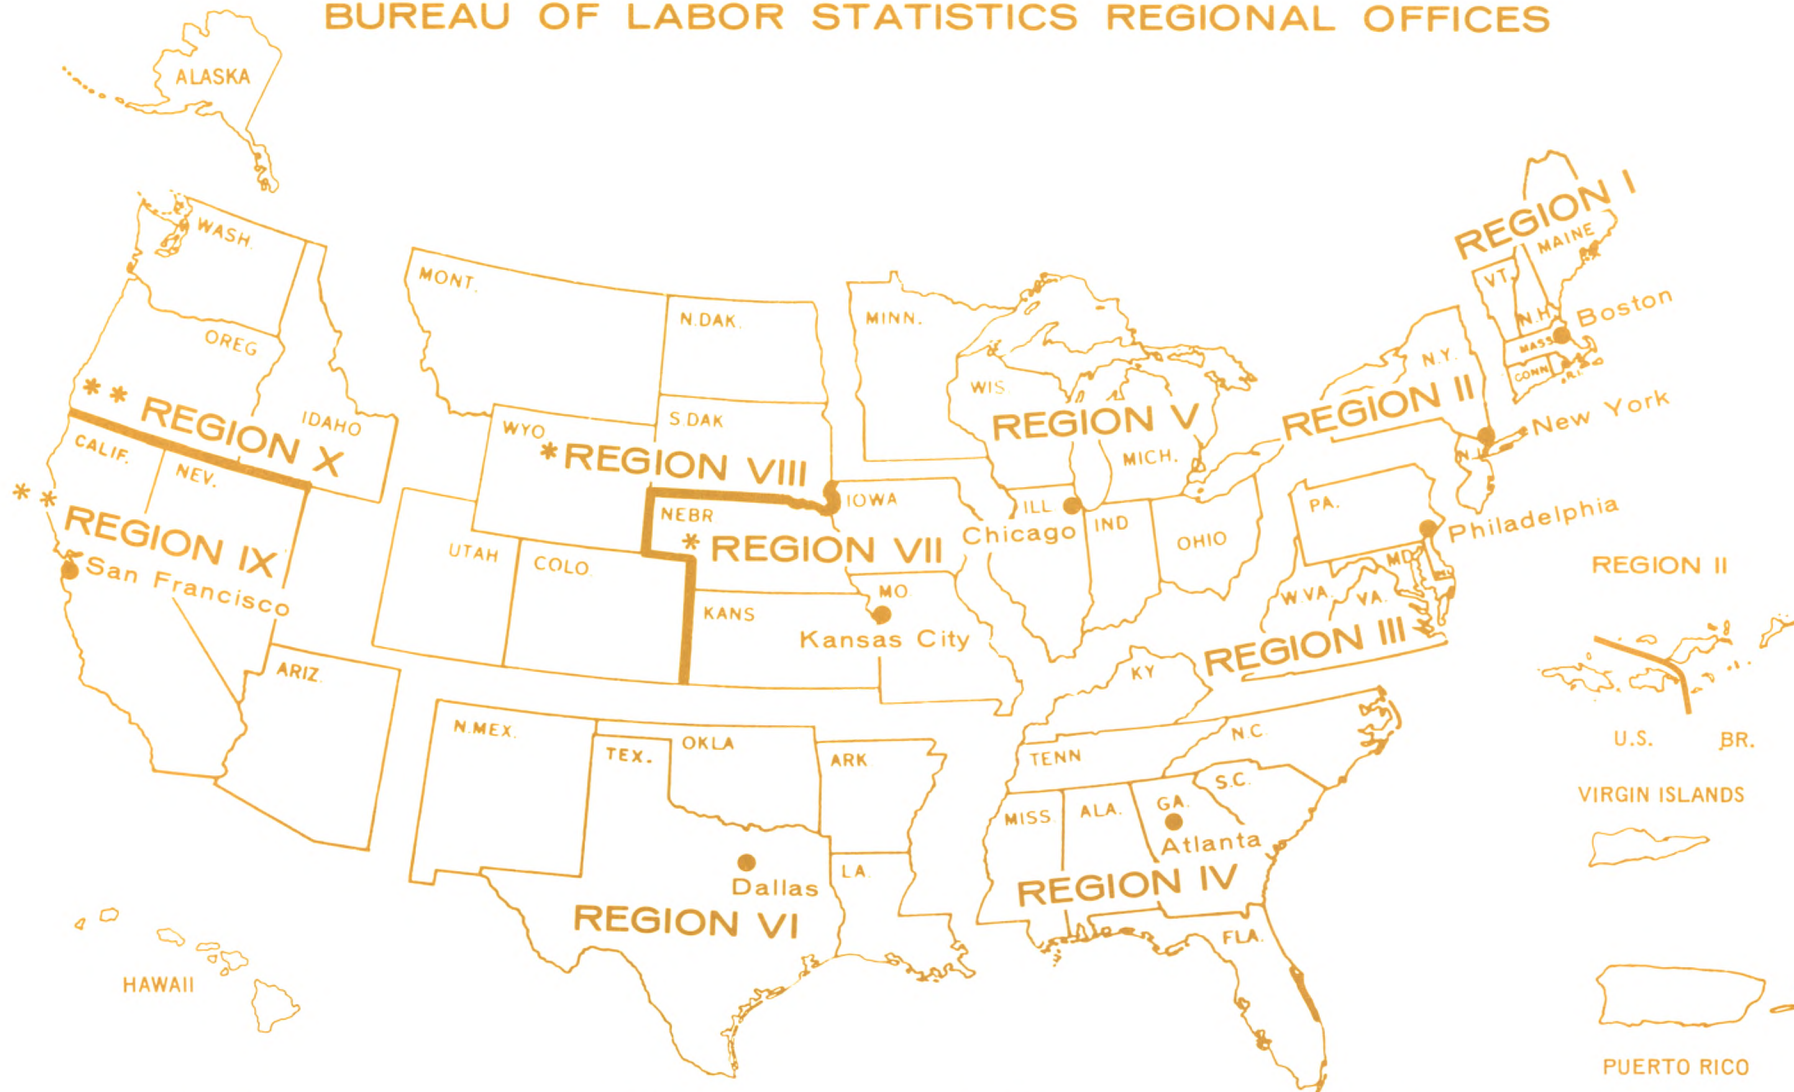 BUREAU OF LABOR STATISTICS REGIONAL OFFICES
ALASKA
REGION I
MAINE
VT.
N.H.
Boston
MASS
CONN
R.I.
WASH.
OREG
IDAHO
** REGION X
MONT.
N.DAK.
S.DAK
WYO
*REGION VIII
MINN.
WIS
REGION V
MICH.
N.Y.
REGION II
New York
N.J.
CALIF.
NEV.
**
REGION IX
San Francisco
UTAH
COLO
NEBR
* REGION VII
IOWA
ILL
Chicago
IND
OHIO
PA.
Philadelphia
MD
W.VA.
VA.
REGION III
KANS
MO
Kansas City
KY
REGION II
U.S. BR.
VIRGIN ISLANDS
ARIZ.
N.MEX.
TEX.
OKLA
ARK
TENN
N.C.
S.C.
MISS.
ALA.
GA.
Atlanta
REGION IV
LA.
Dallas
REGION VI
FLA.
HAWAII
PUERTO RICO